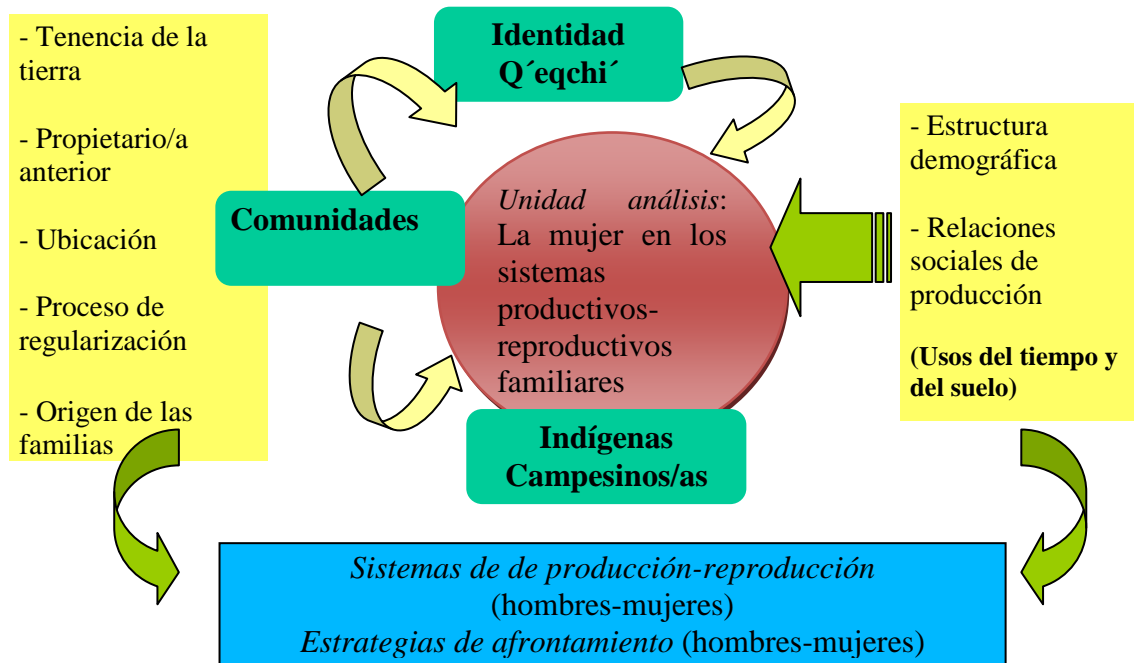 - Tenencia de la
tierra
- Propietario/a
anterior
- Ubicación
- Proceso de
regularización
- Origen de las
familias
Identidad
Q´eqchi´
Comunidades
Unidad análisis:
La mujer en los
sistemas
productivos-
reproductivos
familiares
Indígenas
Campesinos/as
- Estructura
demográfica
- Relaciones
sociales de
producción
(Usos del tiempo y
del suelo)
Sistemas de de producción-reproducción
(hombres-mujeres)
Estrategias de afrontamiento (hombres-mujeres)